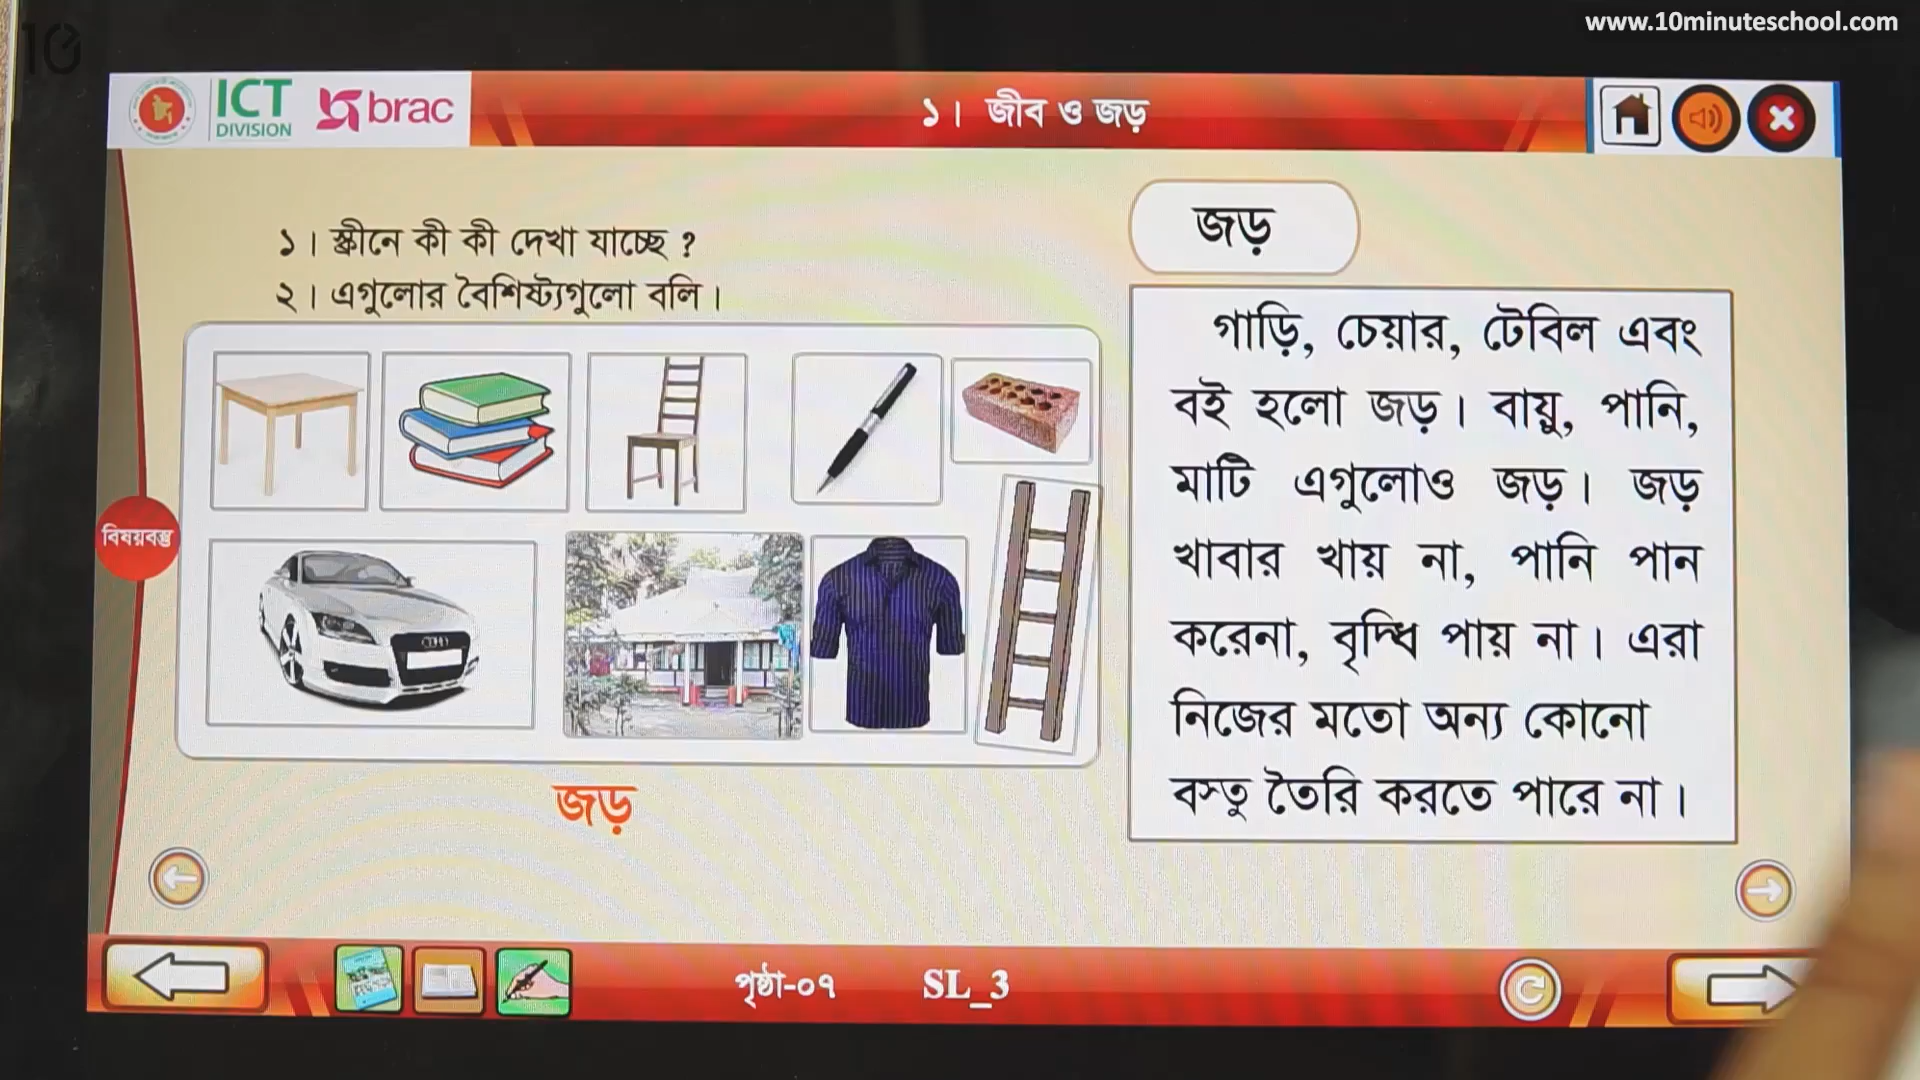 www.10minuteschool.com
10
ICT
DIVISION
brac
১। জীব ও জড়
১। স্ক্রীনে কী কী দেখা যাচ্ছে ?
২। এগুলোর বৈশিষ্ট্যগুলো বলি।
বিষয়বস্তু
জড়
জড়
গাড়ি, চেয়ার, টেবিল এবং
বই হলো জড়। বায়ু, পানি,
মাটি এগুলোও জড়। জড়
খাবার খায় না, পানি পান
করেনা, বৃদ্ধি পায় না। এরা
নিজের মতো অন্য কোনো
বস্তু তৈরি করতে পারে না।
পৃষ্ঠা-০৭
SL_3